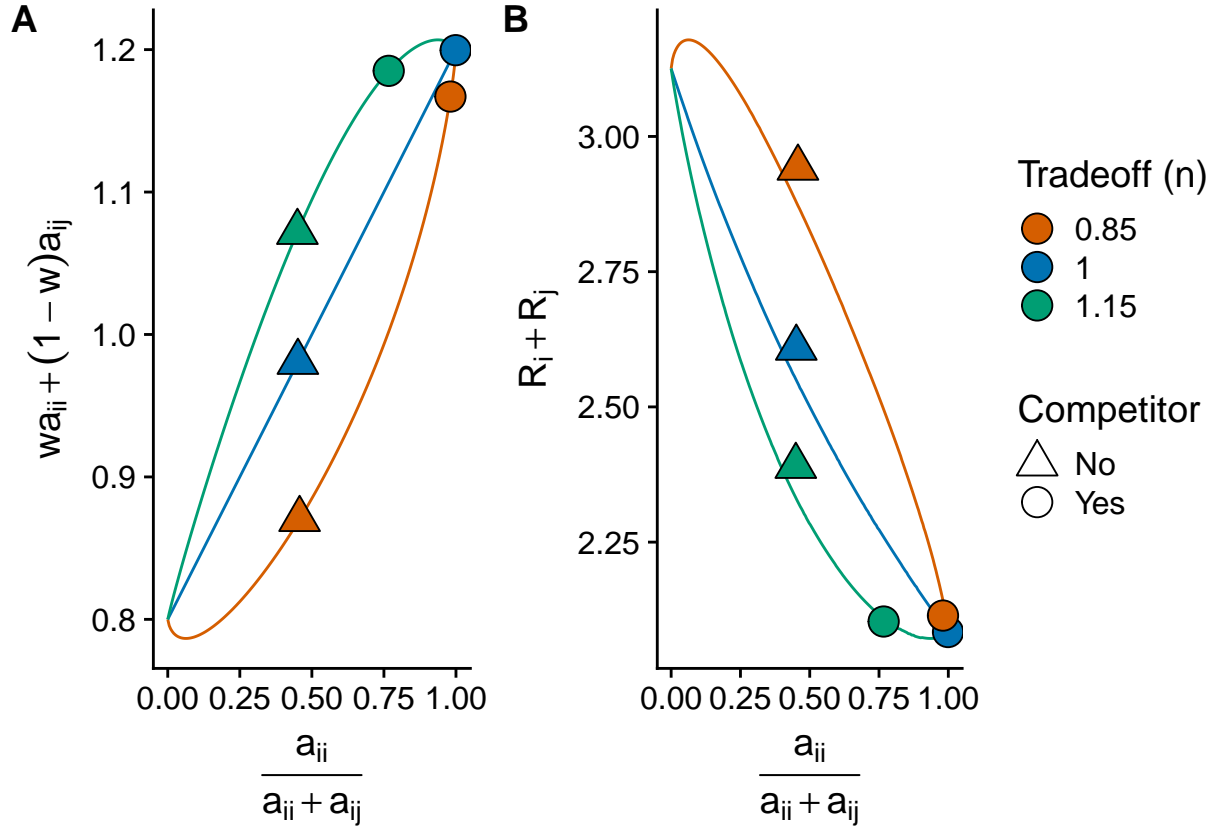 A
1.2
1.1
1.0
0.9
0.8
0.00 0.25 0.50 0.75 1.00
wa_ii + (1 − w)a_ij
a_ii
a_ii + a_ij
B
3.00
2.75
2.50
2.25
0.00 0.25 0.50 0.75 1.00
R_i + R_j
a_ii
a_ii + a_ij
Tradeoff (n)
0.85
1
1.15
Competitor
No
Yes